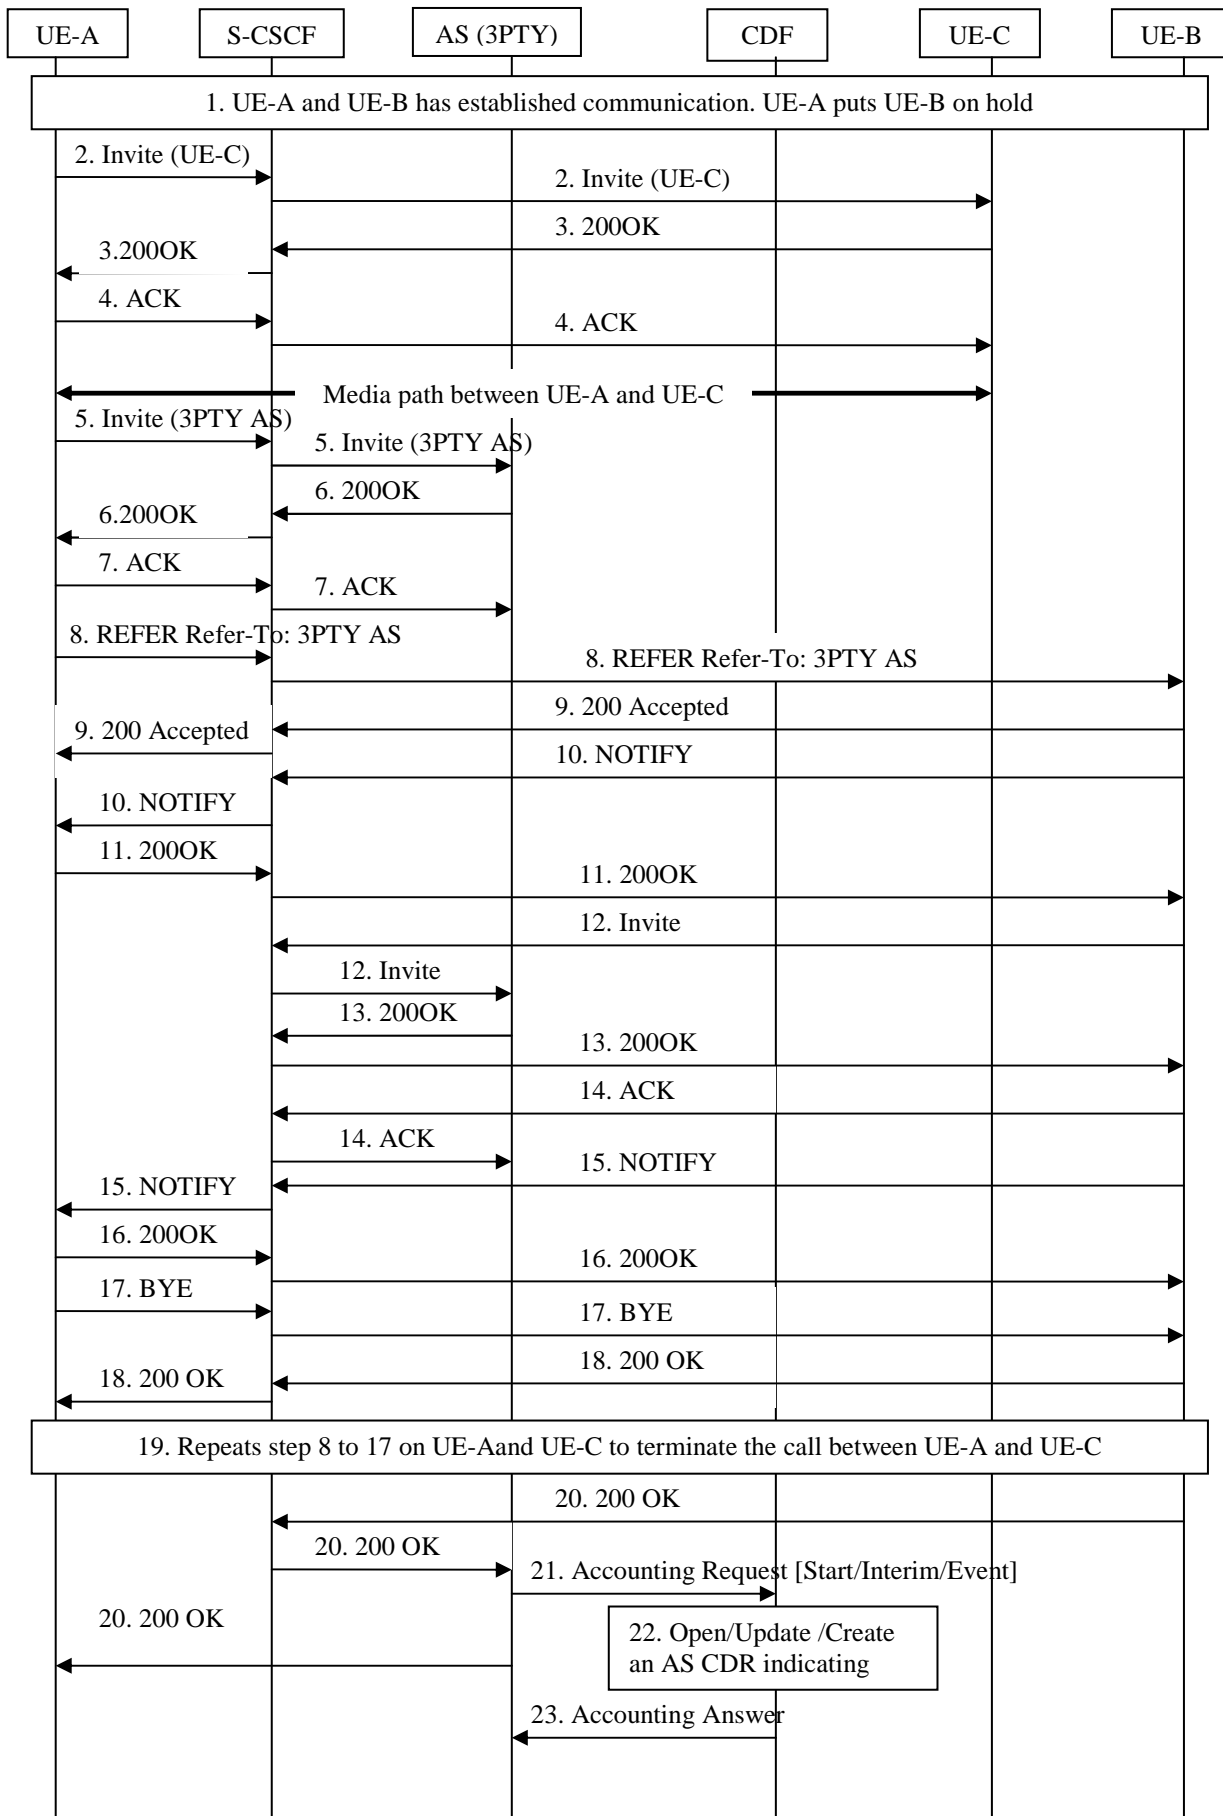 UE-A
S-CSCF
AS (3PTY)
CDF
UE-C
UE-B
1. UE-A and UE-B has established communication. UE-A puts UE-B on hold
2. Invite (UE-C)
2. Invite (UE-C)
3. 200OK
3.200OK
4. ACK
4. ACK
Media path between UE-A and UE-C
5. Invite (3PTY AS)
5. Invite (3PTY AS)
6. 200OK
6.200OK
7. ACK
7. ACK
8. REFER Refer-To: 3PTY AS
8. REFER Refer-To: 3PTY AS
9. 200 Accepted
9. 200 Accepted
10. NOTIFY
10. NOTIFY
11. 200OK
11. 200OK
12. Invite
12. Invite
13. 200OK
13. 200OK
14. ACK
14. ACK
15. NOTIFY
15. NOTIFY
16. 200OK
16. 200OK
17. BYE
17. BYE
18. 200 OK
18. 200 OK
19. Repeats step 8 to 17 on UE-Aand UE-C to terminate the call between UE-A and UE-C
20. 200 OK
20. 200 OK
21. Accounting Request [Start/Interim/Event]
20. 200 OK
22. Open/Update /Create
an AS CDR indicating
23. Accounting Answer